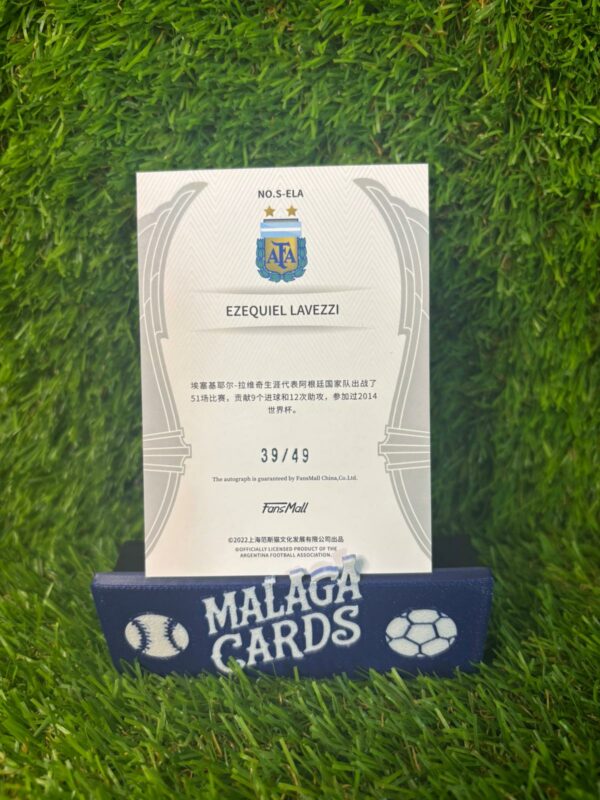 NO.S-ELA
AFA
EZEQUIEL LAVEZZI
埃塞基耶尔-拉维奇生涯代表阿根廷国家队出战了
51场比赛，贡献9个进球和12次助攻，参加过2014
世界杯。
39/49
The autograph is guaranteed by FansMall China,Co.Ltd.
FansMall
©2022上海范斯猫文化发展有限公司出品
©OFFICIALLY LICENSED PRODUCT OF THE
ARGENTINA FOOTBALL ASSOCIATION.
MALAGA
CARDS